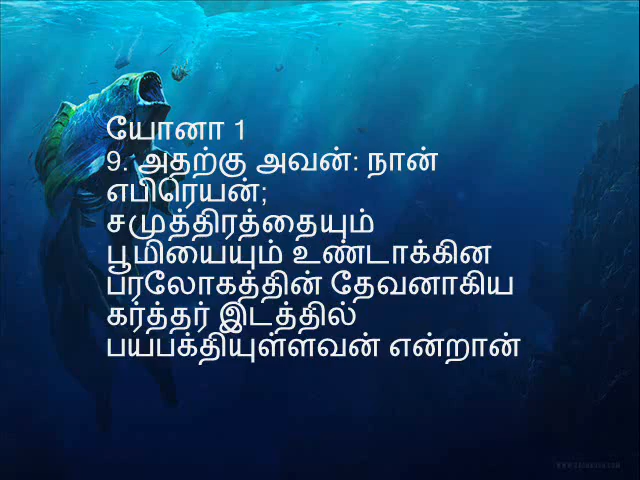 யோனா 1
9. அதற்கு அவன்: நான்
எபிரெயன்;
சமுத்திரத்தையும்
பூமியையும் உண்டாக்கின
பரலோகத்தின் தேவனாகிய
கர்த்தர் இடத்தில்
பயபக்தியுள்ளவன் என்றான்